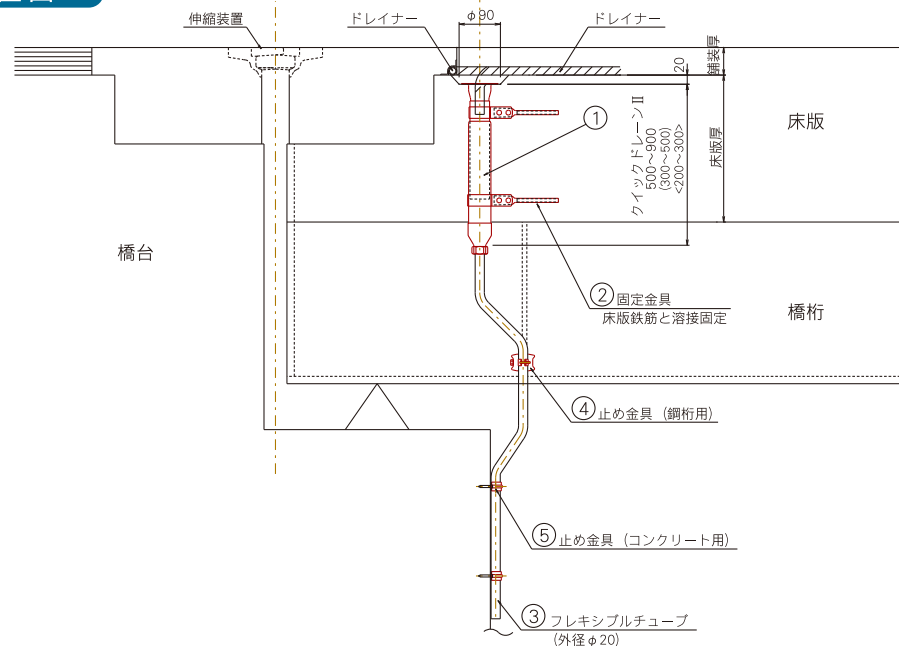 伸縮装置
ドレイナー
φ90
ドレイナー
舗装厚
20
①
クイックドレーンⅡ
500～900
(300～500)
<200～300>
床版厚
床版
橋台
② 固定金具
床版鉄筋と溶接固定
橋桁
④ 止め金具（鋼桁用）
⑤ 止め金具（コンクリート用）
③ フレキシブルチューブ
(外径φ20)